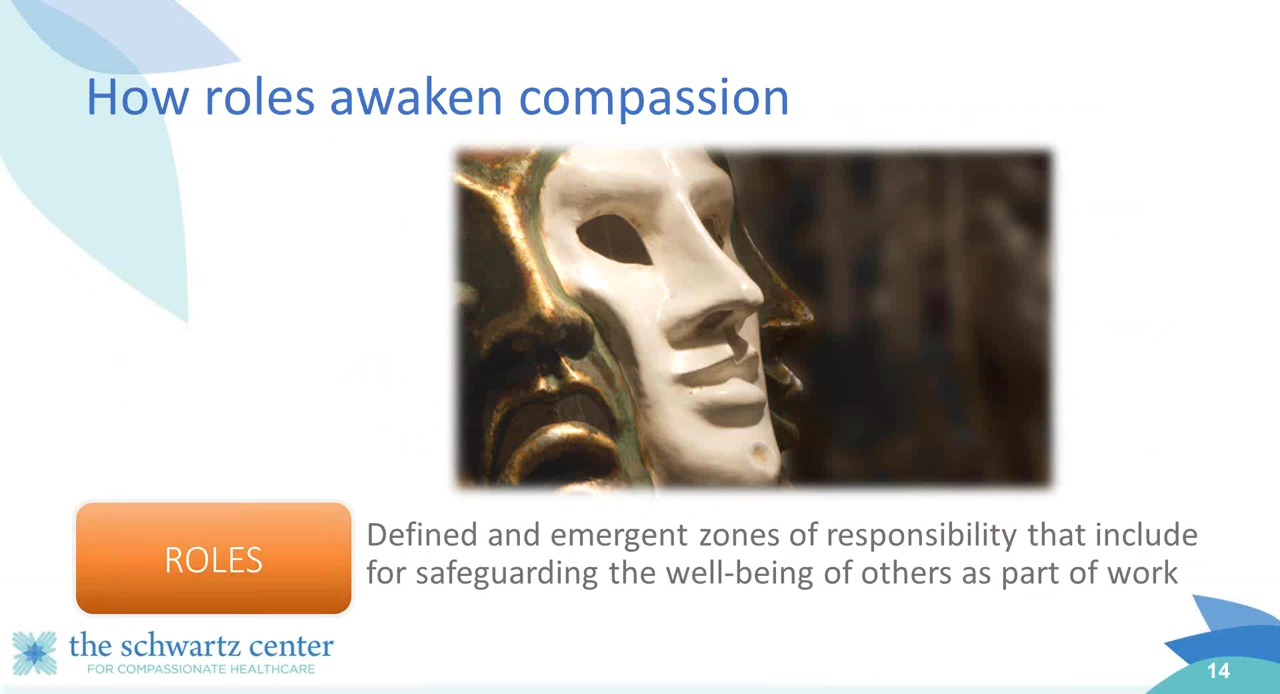 How roles awaken compassion
ROLES
Defined and emergent zones of responsibility that include
for safeguarding the well-being of others as part of work
the schwartz center
FOR COMPASSIONATE HEALTHCARE
14